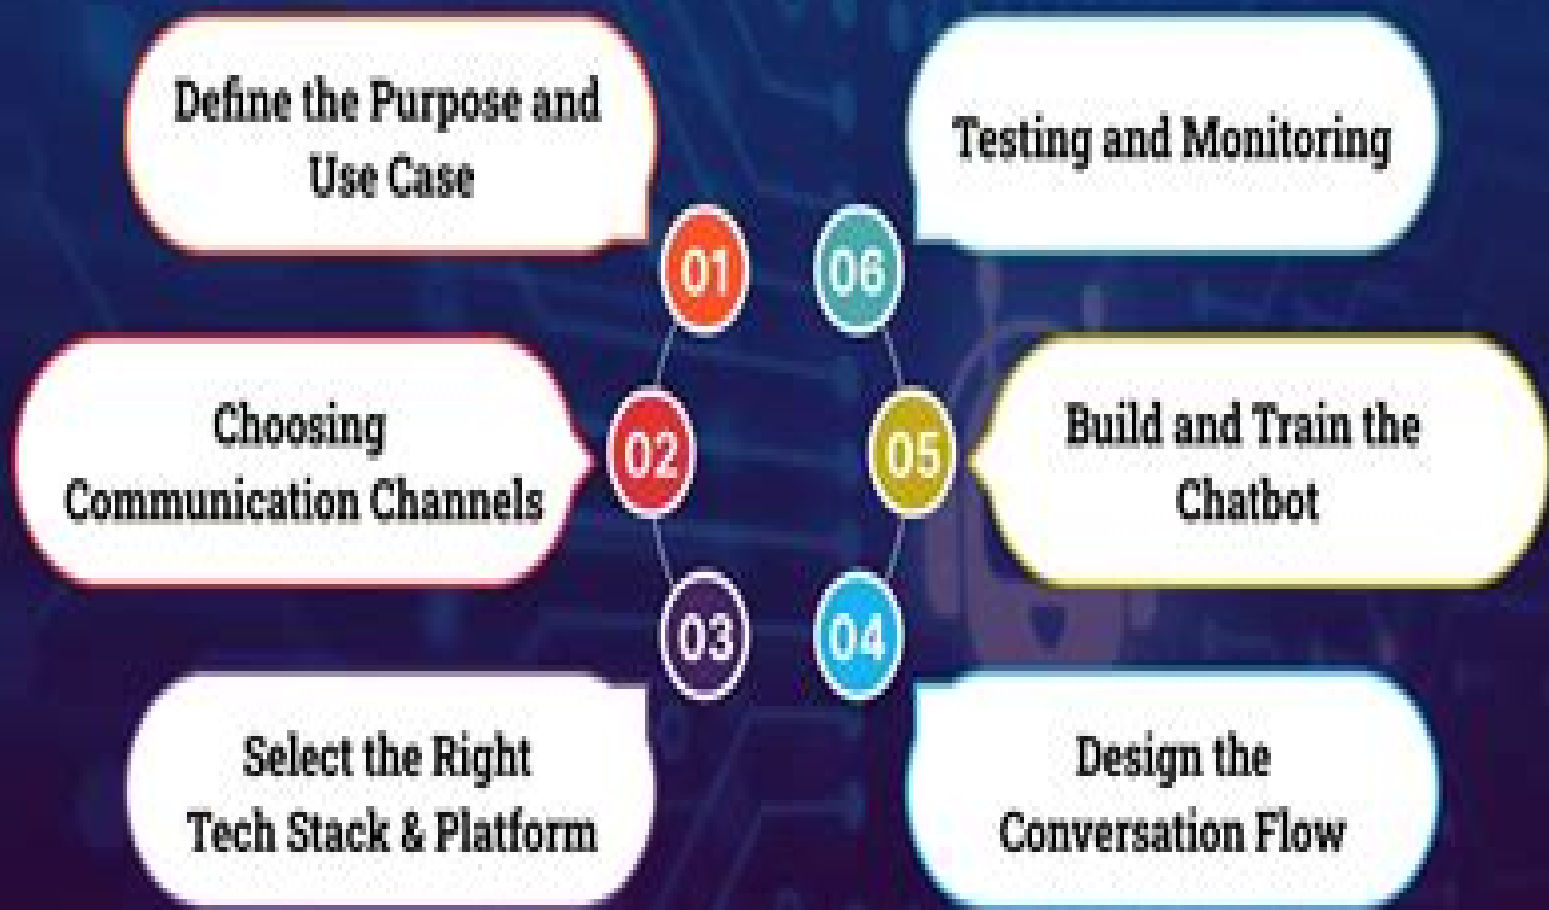 Define the Purpose and
Use Case
01
Choosing
Communication Channels
02
Select the Right
Tech Stack & Platform
03
Design the
Conversation Flow
04
Build and Train the
Chatbot
05
Testing and Monitoring
06